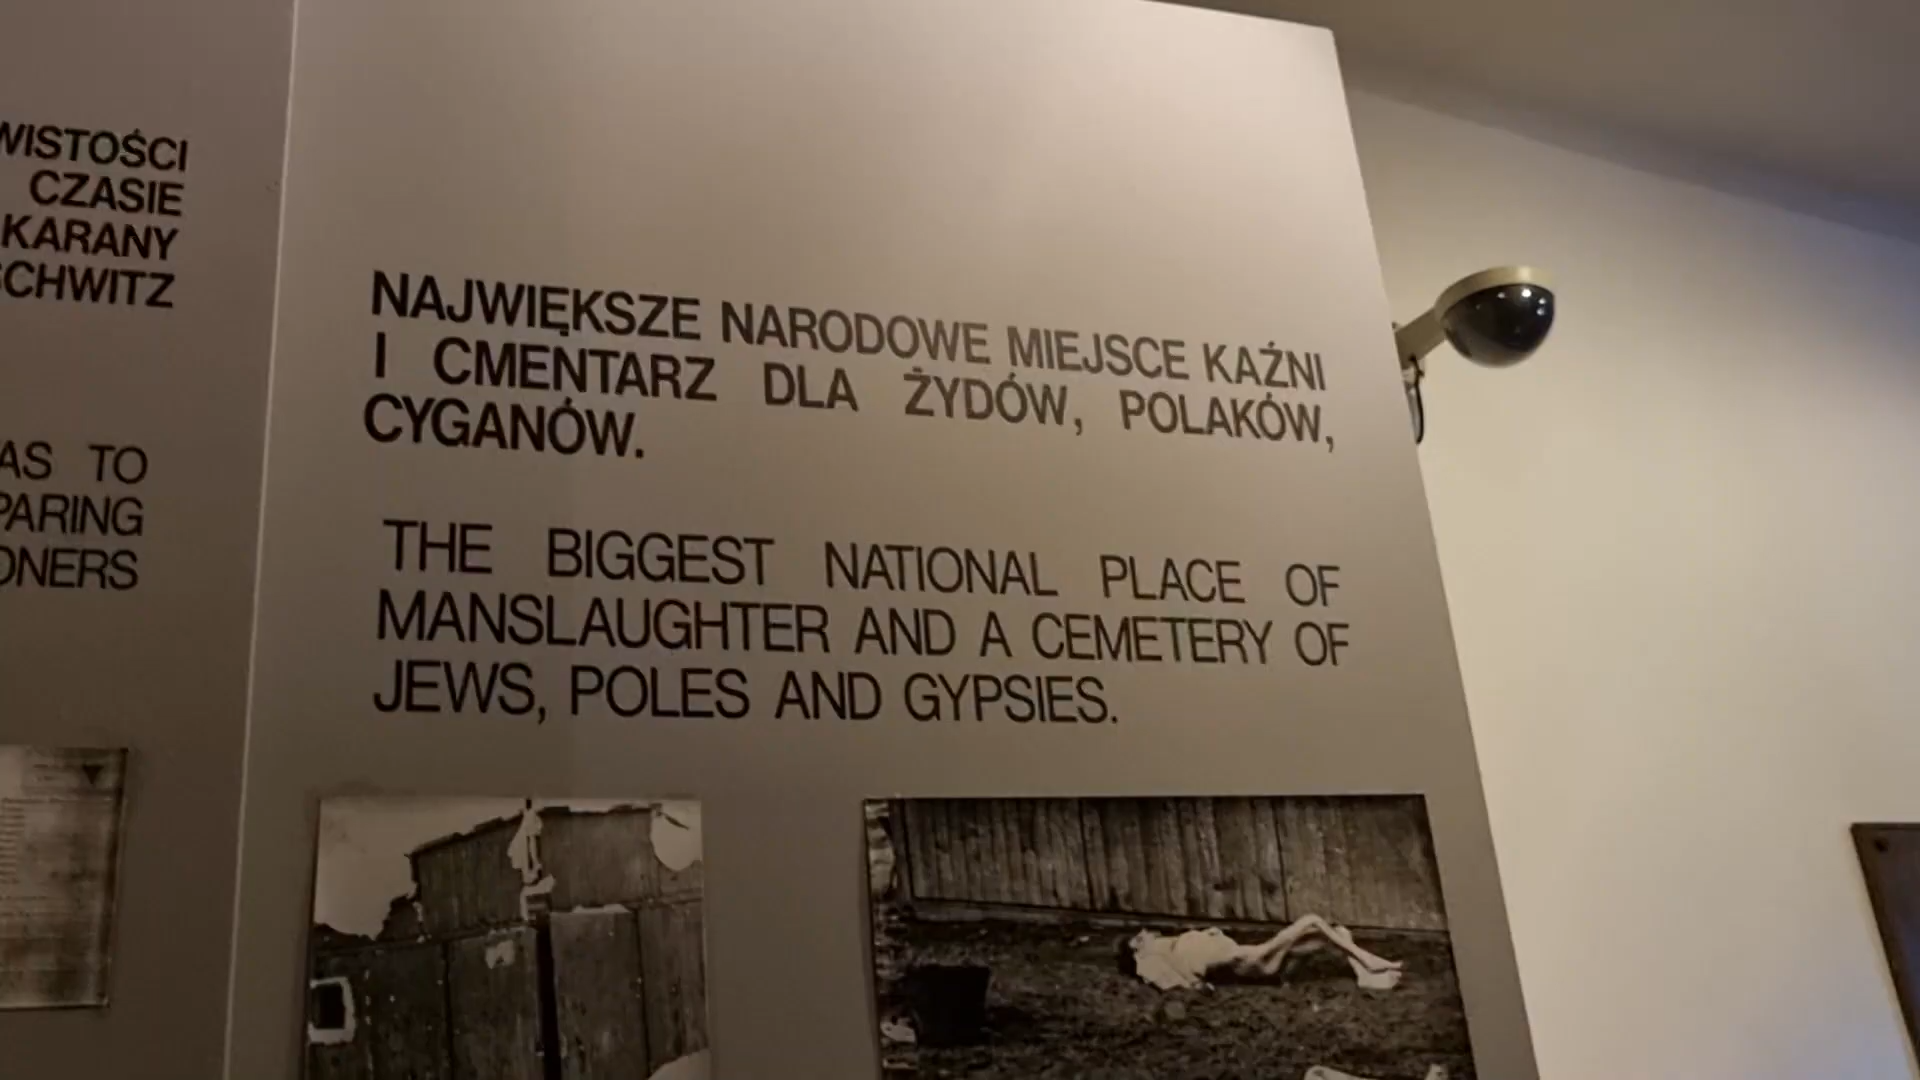 WISTOŚCI
CZASIE
KARANY
SCHWITZ
AS TO
PARING
ONERS
NAJWIĘKSZE NARODOWE MIEJSCE KAŹNI
I CMENTARZ DLA ŻYDÓW, POLAKÓW,
CYGANÓW.
THE BIGGEST NATIONAL PLACE OF
MANSLAUGHTER AND A CEMETERY OF
JEWS, POLES AND GYPSIES.